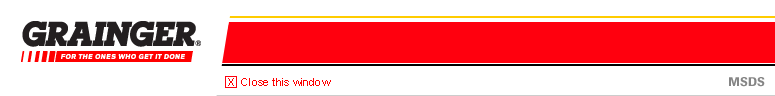 GRAINGER®
FOR THE ONES WHO GET IT DONE
X Close this window
MSDS